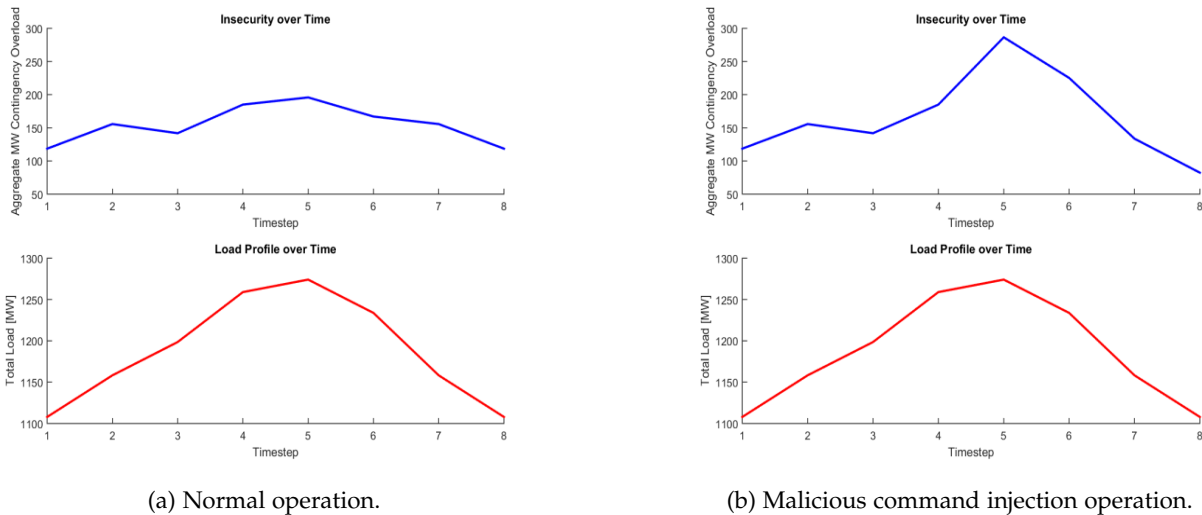 Insecurity over Time
Aggregate MW Contingency Overload
300
250
200
150
100
50
1 2 3 4 5 6 7 8
Timestep
Load Profile over Time
Total Load [MW]
1300
1250
1200
1150
1100
1 2 3 4 5 6 7 8
Timestep
(a) Normal operation.
Insecurity over Time
Aggregate MW Contingency Overload
300
250
200
150
100
50
1 2 3 4 5 6 7 8
Timestep
Load Profile over Time
Total Load [MW]
1300
1250
1200
1150
1100
1 2 3 4 5 6 7 8
Timestep
(b) Malicious command injection operation.